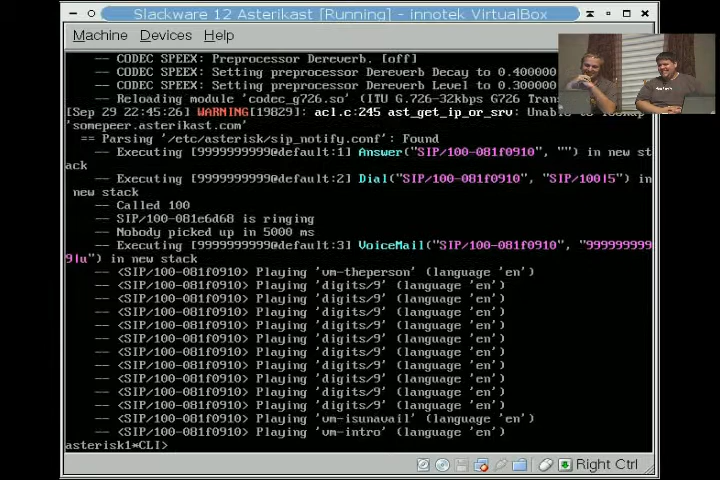 Slackware 12 Asterikast [Running] - innotek VirtualBox
Machine Devices Help
-- CODEC SPEEX: Preprocessor Dereverb. [off]
-- CODEC SPEEX: Setting preprocessor Dereverb Decay to 0.400000
-- CODEC SPEEX: Setting preprocessor Dereverb Level to 0.300000
-- Reloading module 'codec_g726.so' (ITU G.726-32kbps G726 Trans
[Sep 29 22:45:26] WARNING[19829]: acl.c:245 ast_get_ip_or_srv: Unable to lookup
'somepeer.asterikast.com'
== Parsing '/etc/asterisk/sip_notify.conf': Found
-- Executing [9999999999@default:1] Answer("SIP/100-081f0910", "") in new st
ack
-- Executing [9999999999@default:2] Dial("SIP/100-081f0910", "SIP/100|5") in
new stack
-- Called 100
-- SIP/100-081e6d68 is ringing
-- Nobody picked up in 5000 ms
-- Executing [9999999999@default:3] VoiceMail("SIP/100-081f0910", "999999999
9|u") in new stack
-- <SIP/100-081f0910> Playing 'vm-theperson' (language 'en')
-- <SIP/100-081f0910> Playing 'digits/9' (language 'en')
-- <SIP/100-081f0910> Playing 'digits/9' (language 'en')
-- <SIP/100-081f0910> Playing 'digits/9' (language 'en')
-- <SIP/100-081f0910> Playing 'digits/9' (language 'en')
-- <SIP/100-081f0910> Playing 'digits/9' (language 'en')
-- <SIP/100-081f0910> Playing 'digits/9' (language 'en')
-- <SIP/100-081f0910> Playing 'digits/9' (language 'en')
-- <SIP/100-081f0910> Playing 'digits/9' (language 'en')
-- <SIP/100-081f0910> Playing 'digits/9' (language 'en')
-- <SIP/100-081f0910> Playing 'digits/9' (language 'en')
-- <SIP/100-081f0910> Playing 'vm-isunavail' (language 'en')
-- <SIP/100-081f0910> Playing 'vm-intro' (language 'en')
asterisk1*CLI>
Right Ctrl